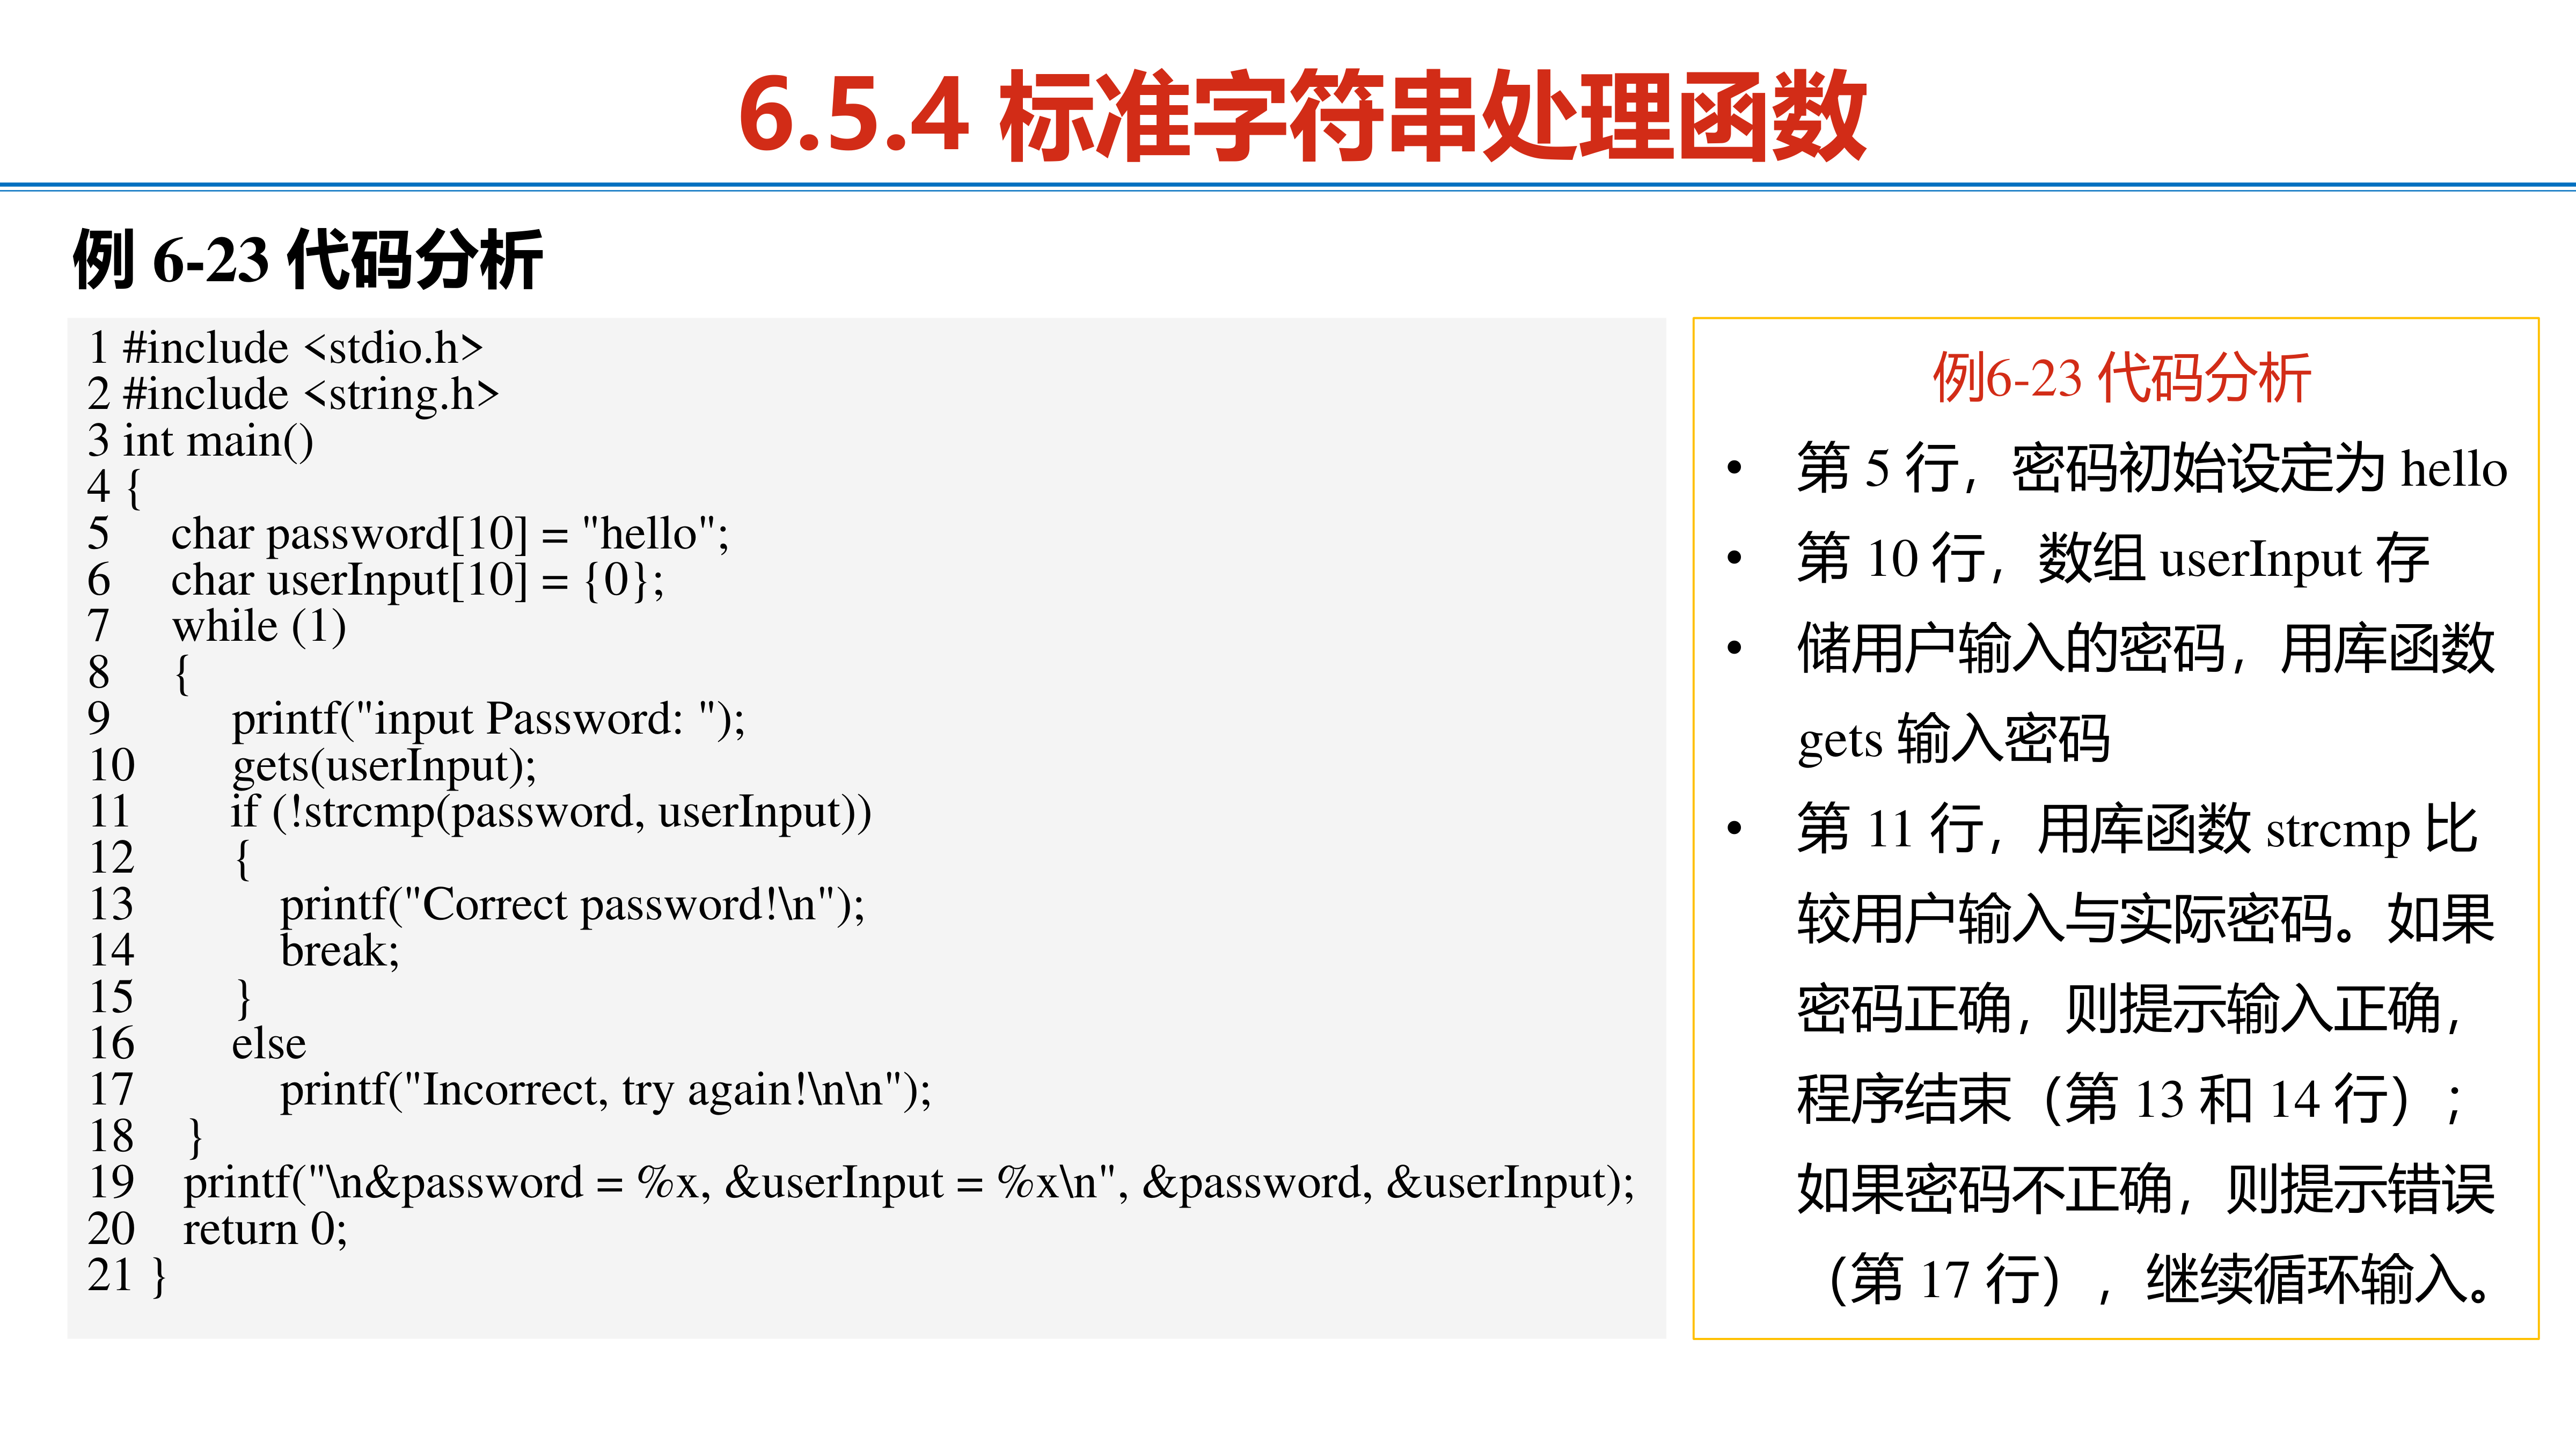 6.5.4 标准字符串处理函数
例 6-23 代码分析
1 #include <stdio.h>
2 #include <string.h>
3 int main()
4 {
5     char password[10] = "hello";
6     char userInput[10] = {0};
7     while (1)
8     {
9         printf("input Password: ");
10        gets(userInput);
11        if (!strcmp(password, userInput))
12        {
13            printf("Correct password!\n");
14            break;
15        }
16        else
17            printf("Incorrect, try again!\n\n");
18    }
19    printf("\n&password = %x, &userInput = %x\n", &password, &userInput);
20    return 0;
21 }
例6-23 代码分析
• 第 5 行，密码初始设定为 hello
• 第 10 行，数组 userInput 存
• 储用户输入的密码，用库函数
gets 输入密码
• 第 11 行，用库函数 strcmp 比
较用户输入与实际密码。如果
密码正确，则提示输入正确，
程序结束（第 13 和 14 行）；
如果密码不正确，则提示错误
（第 17 行），继续循环输入。